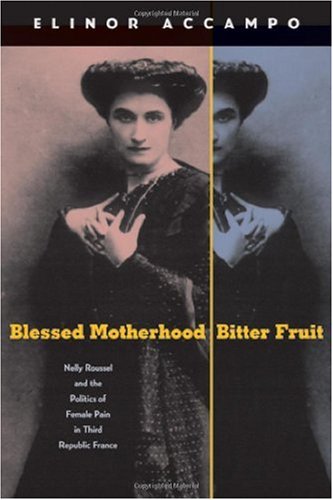 ELINOR ACCAMPO
Blessed Motherhood Bitter Fruit
Nelly Roussel
and the
Politics of
Female Pain
in Third
Republic France